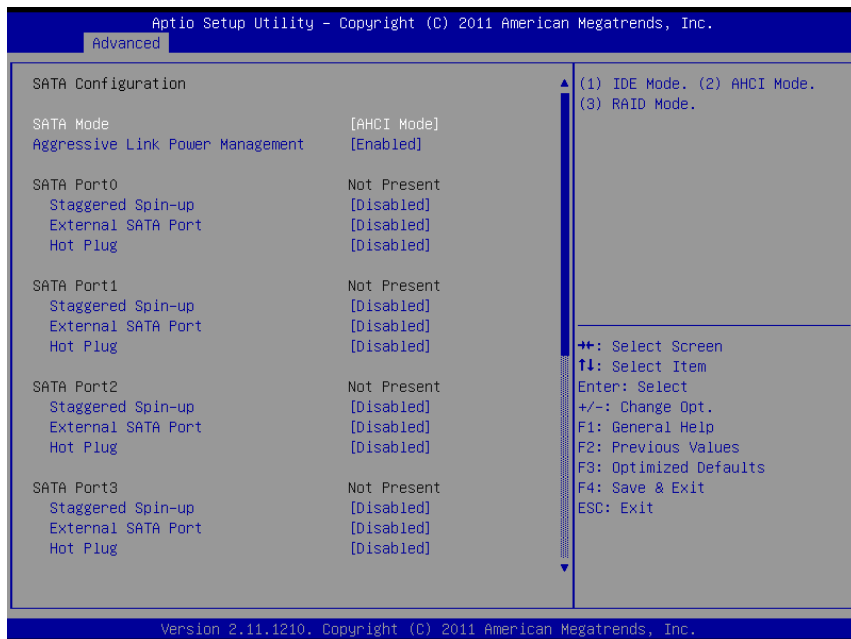 Aptio Setup Utility – Copyright (C) 2011 American Megatrends, Inc.
Advanced
SATA Configuration
SATA Mode [AHCI Mode]
Aggressive Link Power Management [Enabled]
SATA Port0 Not Present
Staggered Spin-up [Disabled]
External SATA Port [Disabled]
Hot Plug [Disabled]
SATA Port1 Not Present
Staggered Spin-up [Disabled]
External SATA Port [Disabled]
Hot Plug [Disabled]
SATA Port2 Not Present
Staggered Spin-up [Disabled]
External SATA Port [Disabled]
Hot Plug [Disabled]
SATA Port3 Not Present
Staggered Spin-up [Disabled]
External SATA Port [Disabled]
Hot Plug [Disabled]
(1) IDE Mode. (2) AHCI Mode.
(3) RAID Mode.
→←: Select Screen
↑↓: Select Item
Enter: Select
+/-: Change Opt.
F1: General Help
F2: Previous Values
F3: Optimized Defaults
F4: Save & Exit
ESC: Exit
Version 2.11.1210. Copyright (C) 2011 American Megatrends, Inc.